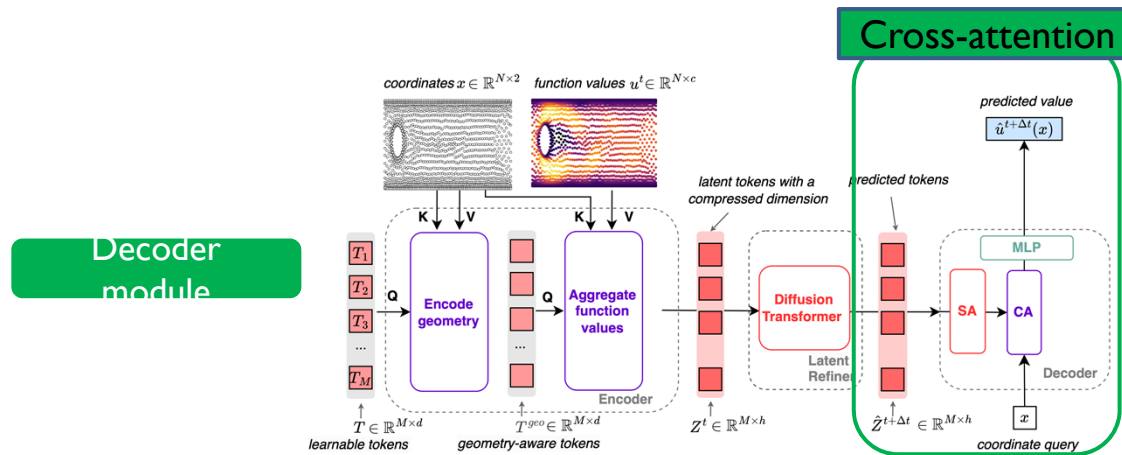 Cross-attention
coordinates x ∈ ℝ^{N×2}
function values u^t ∈ ℝ^{N×c}
predicted value
û^{t+Δt}(x)
latent tokens with a
compressed dimension
predicted tokens
K
V
K
V
Decoder
module
T_1
T_2
T_3
...
T_M
Q
Encode
geometry
...
Q
Aggregate
function
values
Encoder
Diffusion
Transformer
Latent
Refiner
MLP
SA
CA
Decoder
T ∈ ℝ^{M×d}
learnable tokens
T^{geo} ∈ ℝ^{M×d}
geometry-aware tokens
Z^t ∈ ℝ^{M×h}
Ẑ^{t+Δt} ∈ ℝ^{M×h}
x
coordinate query